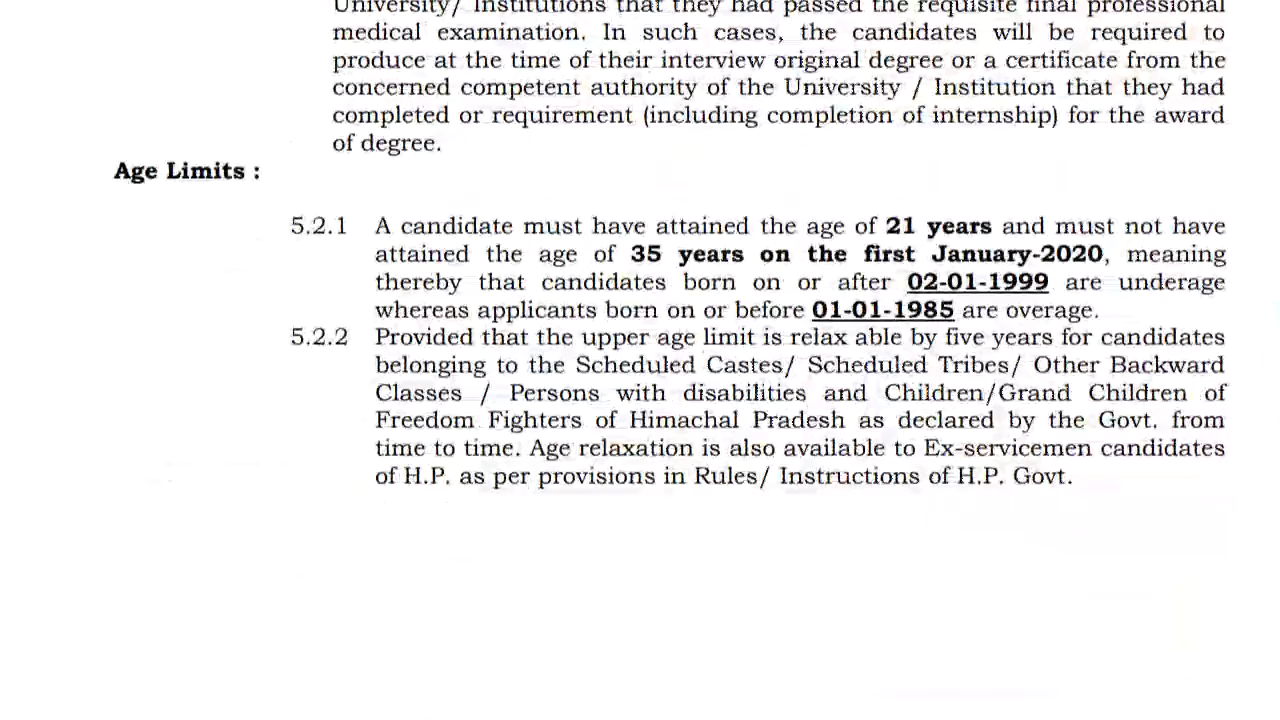 University/ Institutions that they had passed the requisite final professional
medical examination. In such cases, the candidates will be required to
produce at the time of their interview original degree or a certificate from the
concerned competent authority of the University / Institution that they had
completed or requirement (including completion of internship) for the award
of degree.
Age Limits :
5.2.1 A candidate must have attained the age of 21 years and must not have
attained the age of 35 years on the first January-2020, meaning
thereby that candidates born on or after 02-01-1999 are underage
whereas applicants born on or before 01-01-1985 are overage.
5.2.2 Provided that the upper age limit is relax able by five years for candidates
belonging to the Scheduled Castes/ Scheduled Tribes/ Other Backward
Classes / Persons with disabilities and Children/Grand Children of
Freedom Fighters of Himachal Pradesh as declared by the Govt. from
time to time. Age relaxation is also available to Ex-servicemen candidates
of H.P. as per provisions in Rules/ Instructions of H.P. Govt.